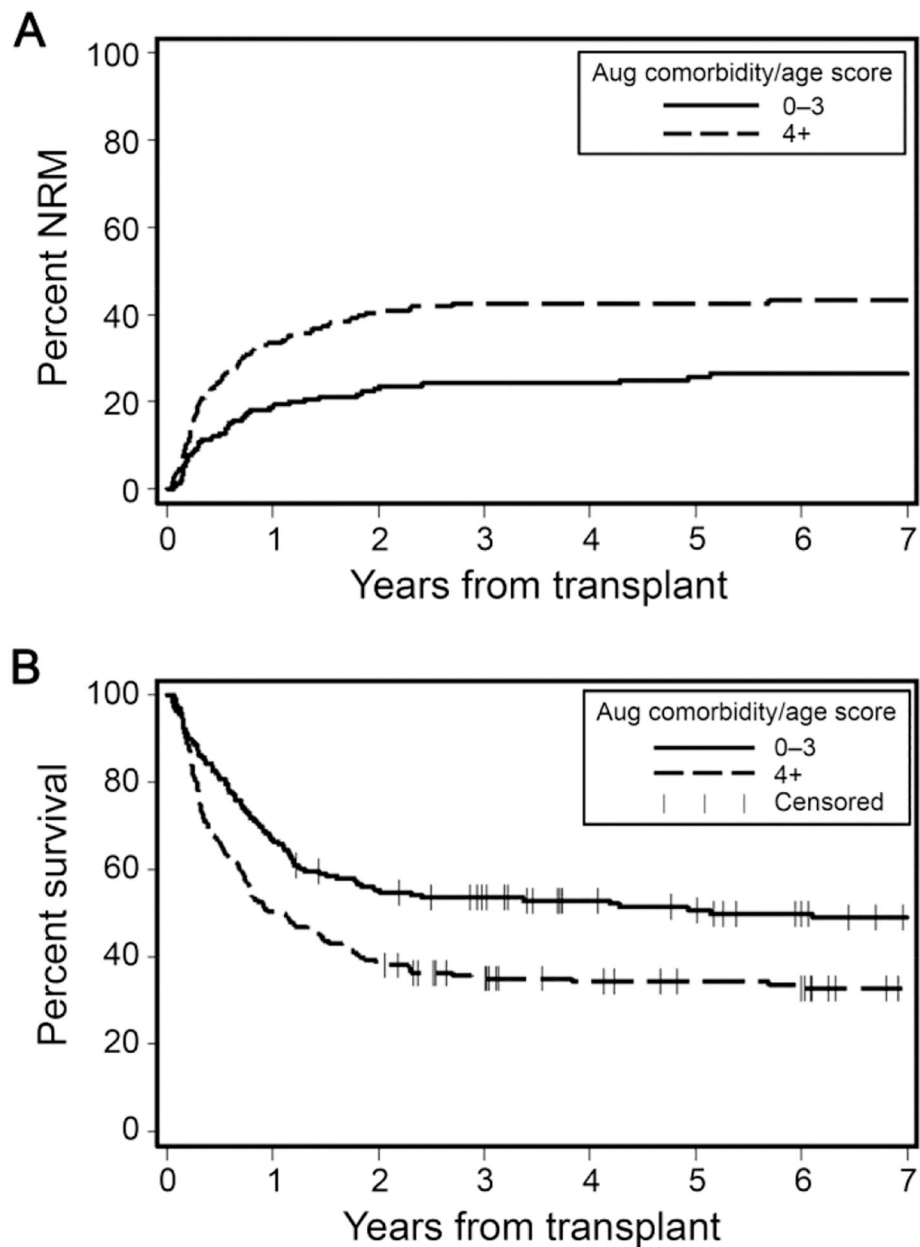 A
Percent NRM
100
80
60
40
20
0
Aug comorbidity/age score
0–3
4+
0 1 2 3 4 5 6 7
Years from transplant
B
Percent survival
100
80
60
40
20
0
Aug comorbidity/age score
0–3
4+
Censored
0 1 2 3 4 5 6 7
Years from transplant